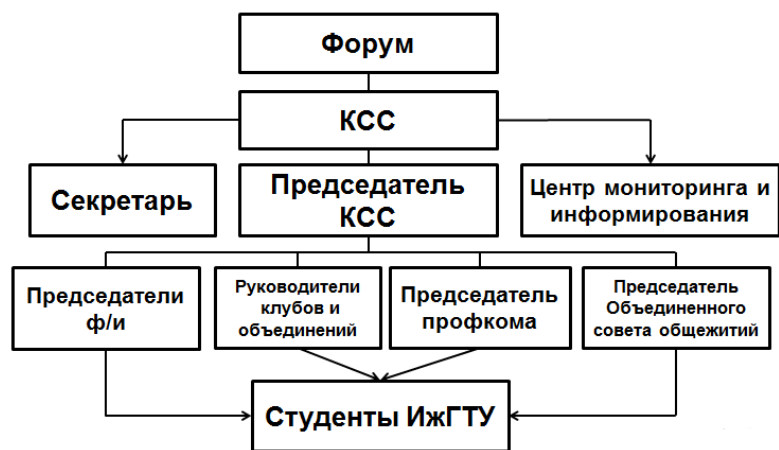 Форум
КСС
Секретарь
Председатель
КСС
Центр мониторинга и
информирования
Председатели
ф/и
Руководители
клубов и
объединений
Председатель
профкома
Председатель
Объединенного
совета общежитий
Студенты ИжГТУ